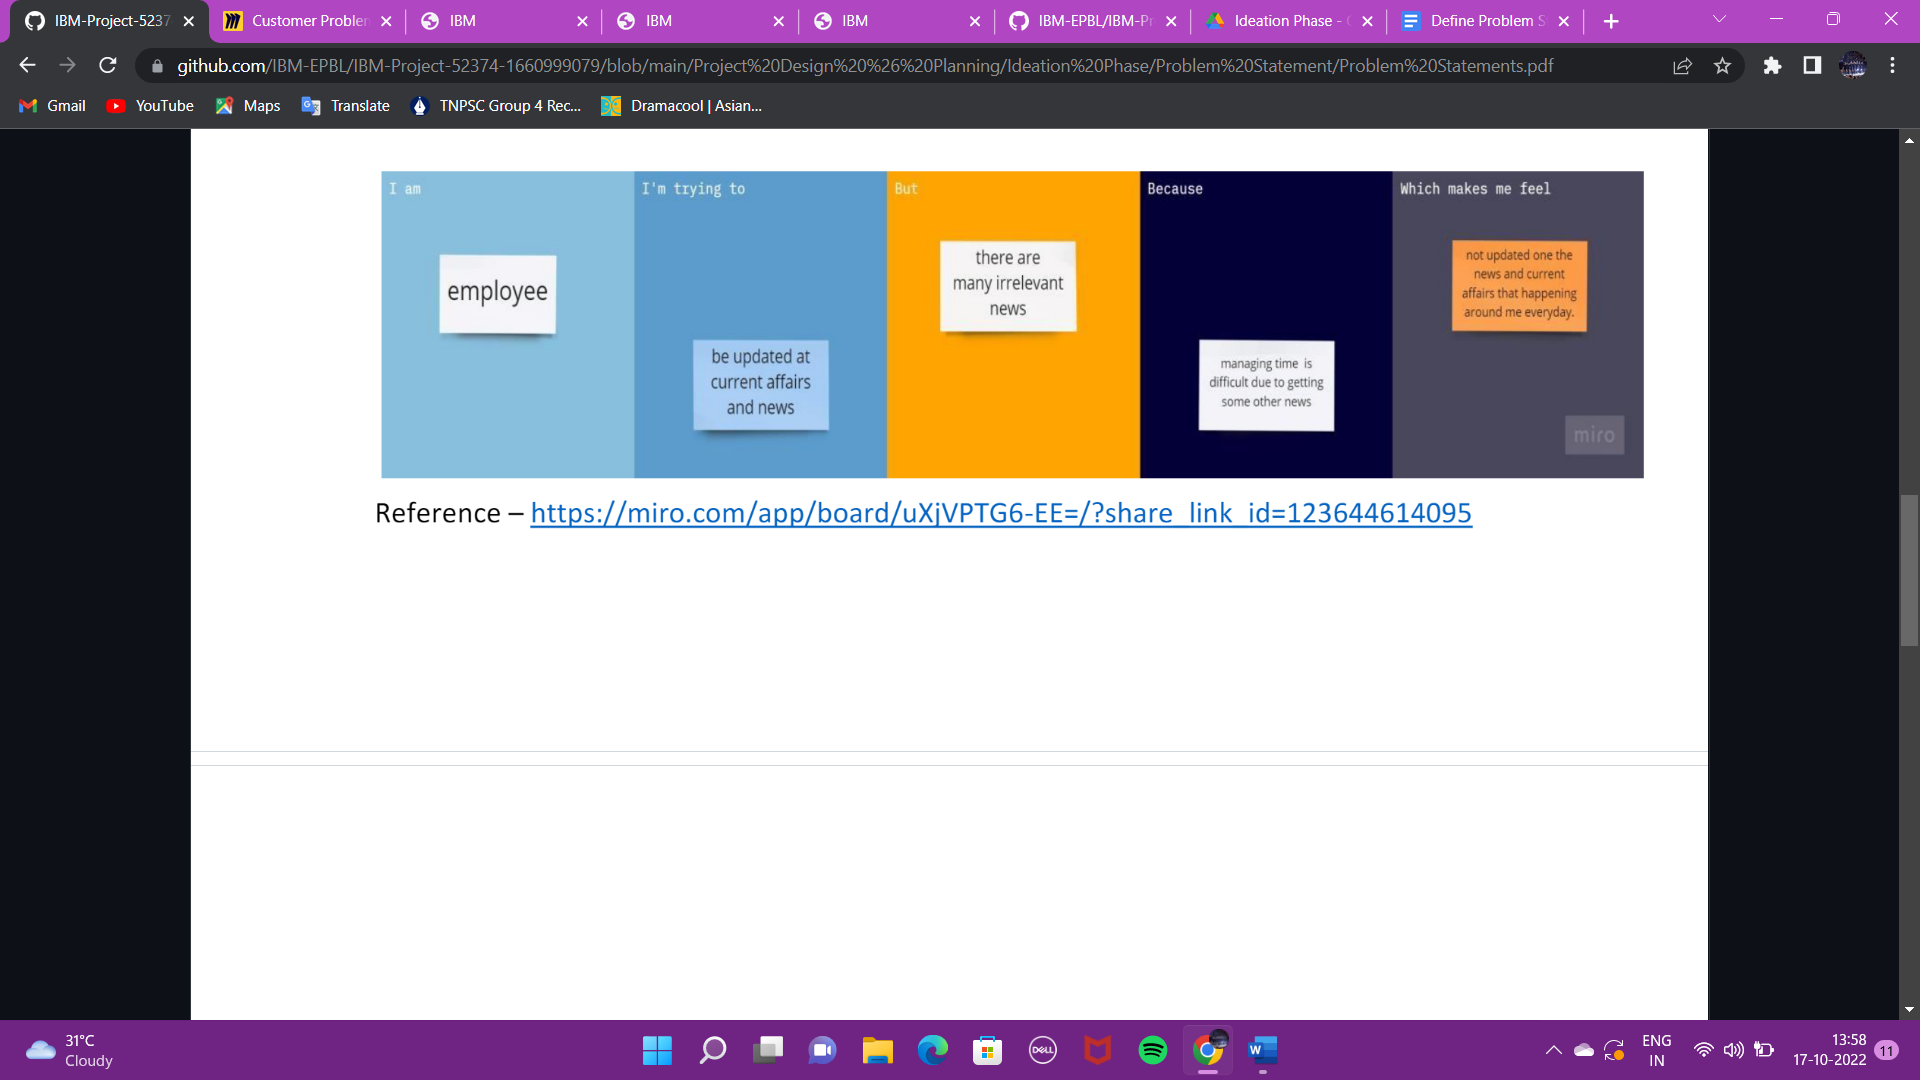 IBM-Project-5237
Customer Problem
IBM
IBM
IBM
IBM-EPBL/IBM-Pr
Ideation Phase -
Define Problem S
github.com/IBM-EPBL/IBM-Project-52374-1660999079/blob/main/Project%20Design%20%26%20Planning/Ideation%20Phase/Problem%20Statement/Problem%20Statements.pdf
Gmail
YouTube
Maps
Translate
TNPSC Group 4 Rec...
Dramacool | Asian...
I am
employee
I'm trying to
be updated at
current affairs
and news
But
there are
many irrelevant
news
Because
managing time is
difficult due to getting
some other news
Which makes me feel
not updated one the
news and current
affairs that happening
around me everyday.
miro
Reference – https://miro.com/app/board/uXjVPTG6-EE=/?share_link_id=123644614095
31°C
Cloudy
DELL
W
ENG
IN
13:58
17-10-2022
11